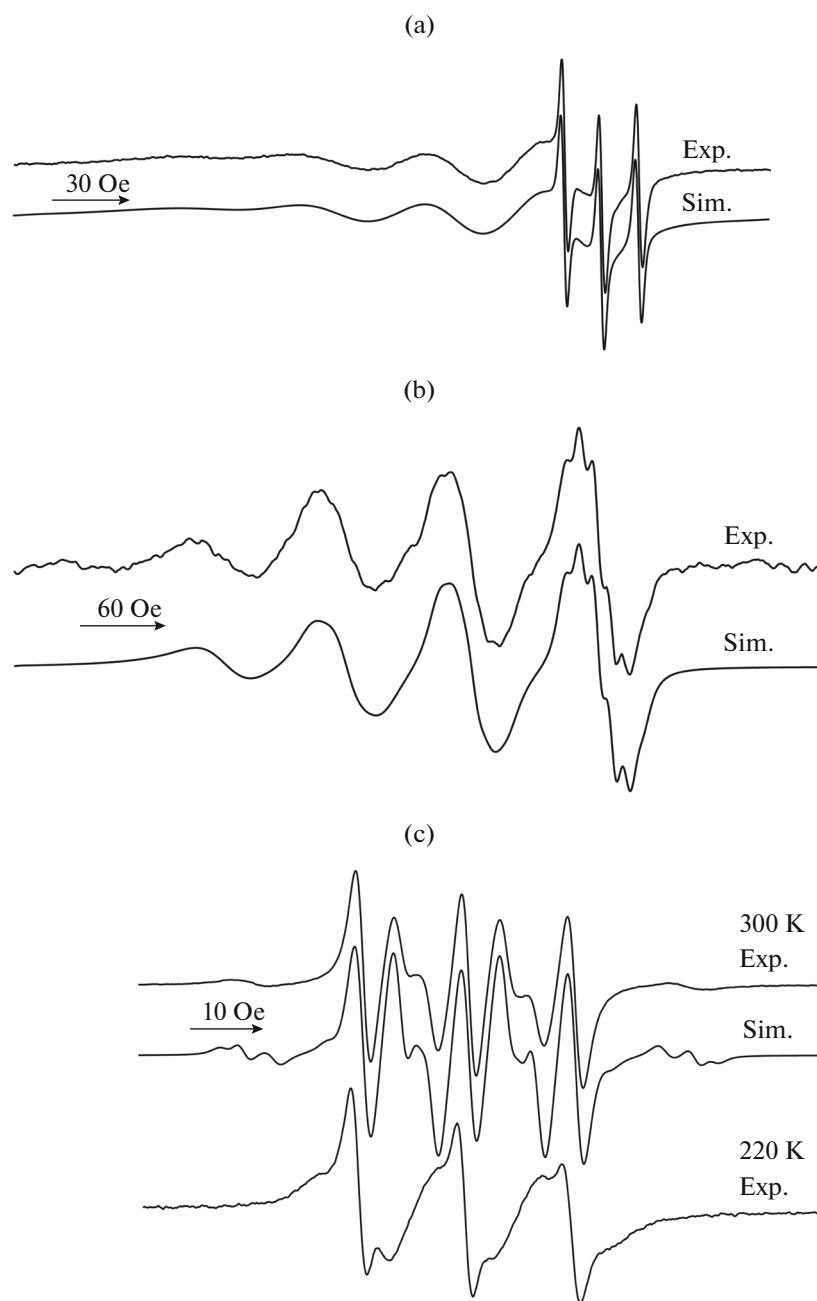 (a)
Exp.
30 Oe
Sim.
(b)
Exp.
60 Oe
Sim.
(c)
300 K
Exp.
10 Oe
Sim.
220 K
Exp.